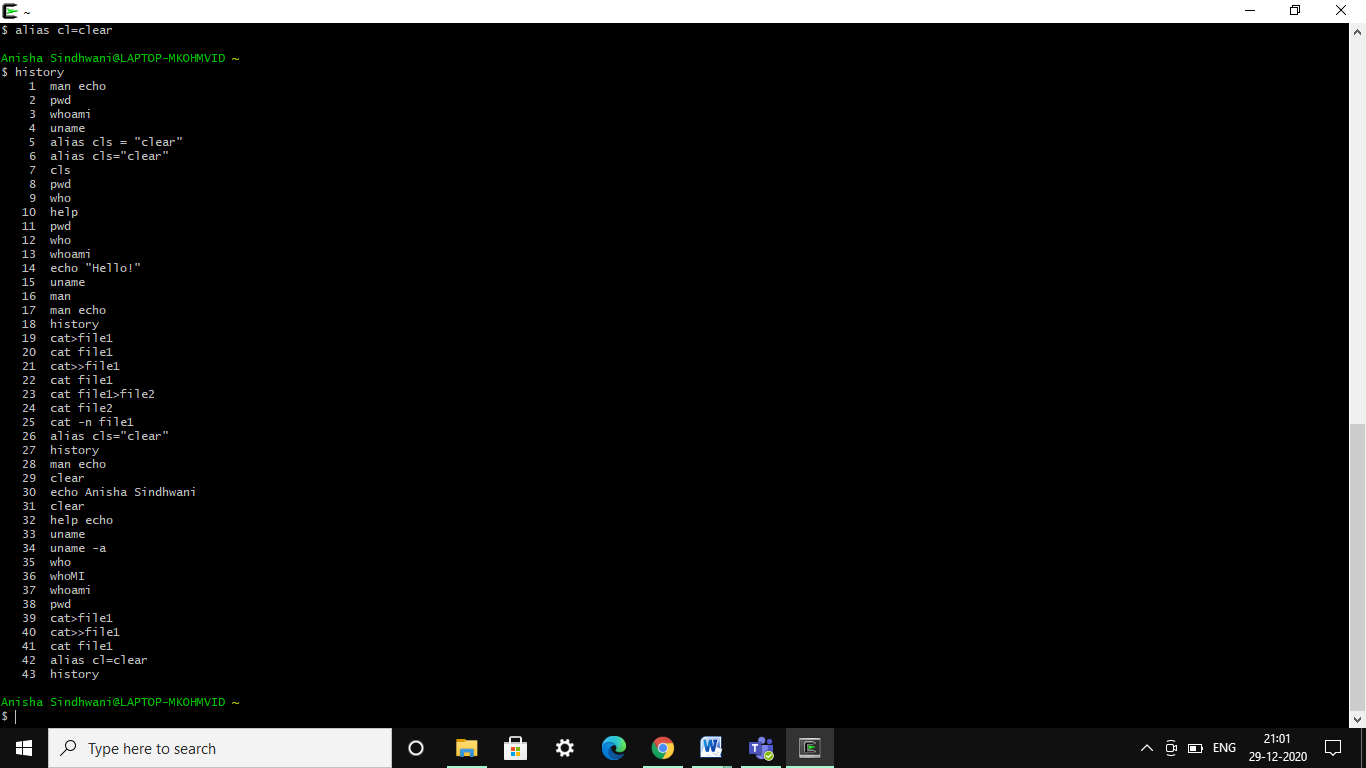 ~
$ alias cl=clear
Anisha Sindhwani@LAPTOP-MKOHMVID ~
$ history
1 man echo
2 pwd
3 whoami
4 uname
5 alias cls = "clear"
6 alias cls="clear"
7 cls
8 pwd
9 who
10 help
11 pwd
12 who
13 whoami
14 echo "Hello!"
15 uname
16 man
17 man echo
18 history
19 cat>file1
20 cat file1
21 cat>>file1
22 cat file1
23 cat file1>file2
24 cat file2
25 cat -n file1
26 alias cls="clear"
27 history
28 man echo
29 clear
30 echo Anisha Sindhwani
31 clear
32 help echo
33 uname
34 uname -a
35 who
36 whoMI
37 whoami
38 pwd
39 cat>file1
40 cat>>file1
41 cat file1
42 alias cl=clear
43 history
Anisha Sindhwani@LAPTOP-MKOHMVID ~
$
Type here to search
ENG
21:01
29-12-2020